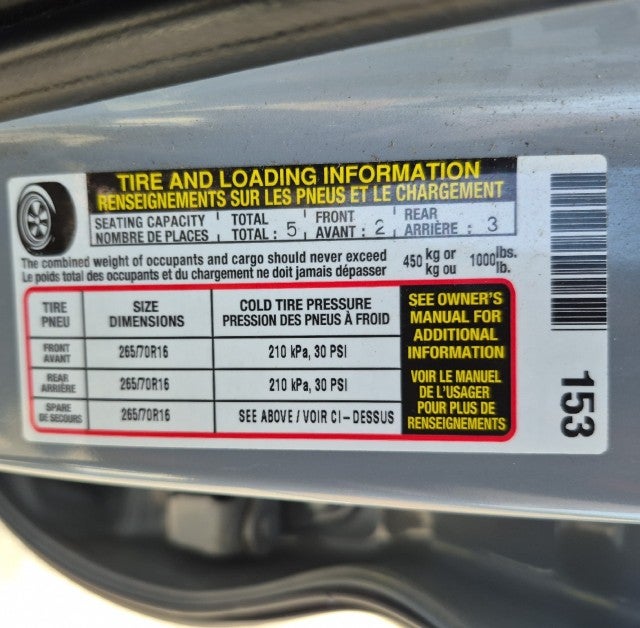 TIRE AND LOADING INFORMATION
RENSEIGNEMENTS SUR LES PNEUS ET LE CHARGEMENT
SEATING CAPACITY TOTAL FRONT REAR
NOMBRE DE PLACES TOTAL : 5 AVANT : 2 ARRIÈRE : 3
The combined weight of occupants and cargo should never exceed 450 kg or 1000 lbs.
Le poids total des occupants et du chargement ne doit jamais dépasser kg ou lb.
TIRE SIZE COLD TIRE PRESSURE
PNEU DIMENSIONS PRESSION DES PNEUS À FROID
FRONT
AVANT 265/70R16 210 kPa, 30 PSI
REAR
ARRIÈRE 265/70R16 210 kPa, 30 PSI
SPARE
DE SECOURS 265/70R16 SEE ABOVE / VOIR CI-DESSUS
SEE OWNER'S
MANUAL FOR
ADDITIONAL
INFORMATION
VOIR LE MANUEL
DE L'USAGER
POUR PLUS DE
RENSEIGNEMENTS
153